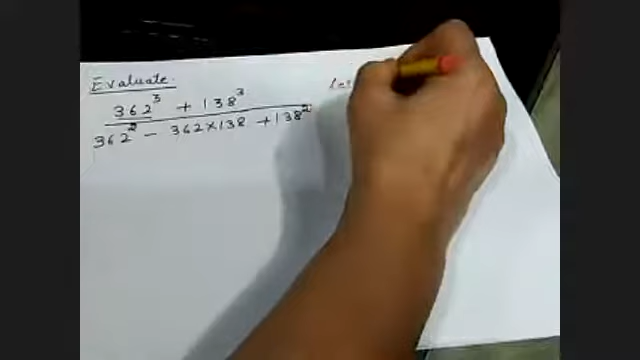 Evaluate.
362³ + 138³
362² - 362×138 + 138²